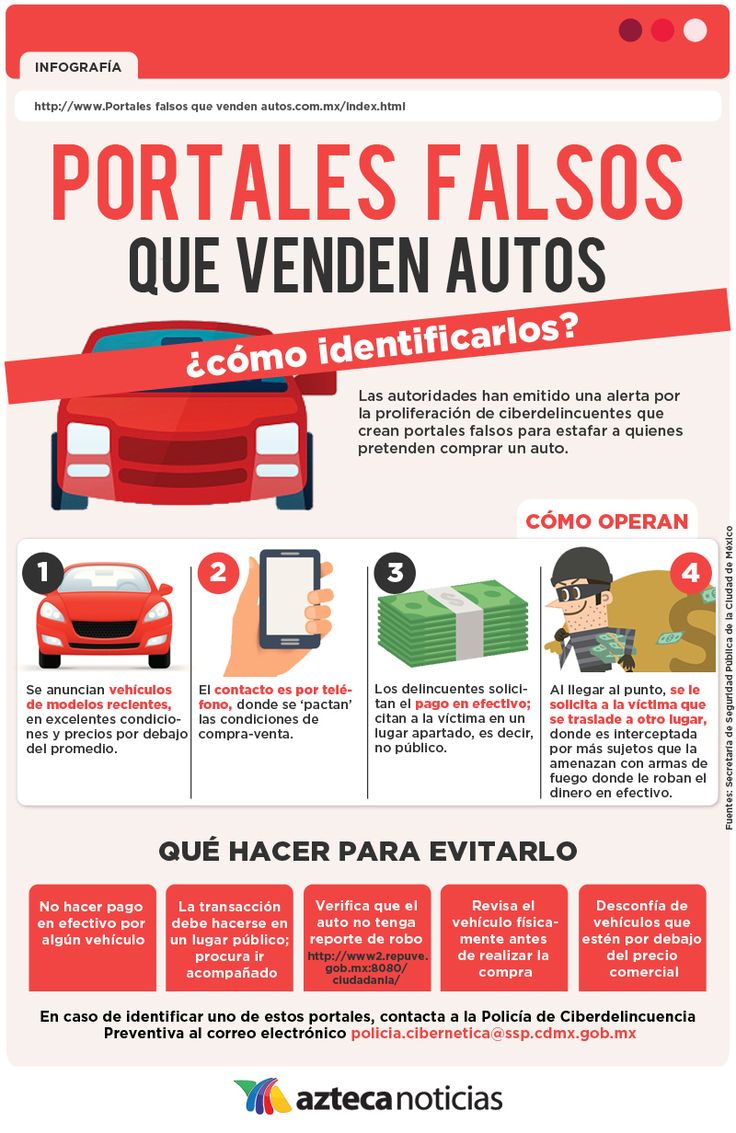 INFOGRAFÍA
http://www.Portales falsos que venden autos.com.mx/index.html
PORTALES FALSOS
QUE VENDEN AUTOS
¿cómo identificarlos?
Las autoridades han emitido una alerta por
la proliferación de ciberdelincuentes que
crean portales falsos para estafar a quienes
pretenden comprar un auto.
CÓMO OPERAN
1
Se anuncian vehículos
de modelos recientes,
en excelentes condicio-
nes y precios por debajo
del promedio.
2
El contacto es por telé-
fono, donde se ‘pactan’
las condiciones de
compra-venta.
3
Los delincuentes solici-
tan el pago en efectivo;
citan a la víctima en un
lugar apartado, es decir,
no público.
4
Al llegar al punto, se le
solicita a la víctima que
se traslade a otro lugar,
donde es interceptada
por más sujetos que la
amenazan con armas de
fuego donde le roban el
dinero en efectivo.
Fuentes: Secretaría de Seguridad Pública de la Ciudad de México
QUÉ HACER PARA EVITARLO
No hacer pago
en efectivo por
algún vehículo
La transacción
debe hacerse en
un lugar público;
procura ir
acompañado
Verifica que el
auto no tenga
reporte de robo
http://www2.repuve.
gob.mx:8080/
ciudadania/
Revisa el
vehículo física-
mente antes
de realizar la
compra
Desconfía de
vehículos que
estén por debajo
del precio
comercial
En caso de identificar uno de estos portales, contacta a la Policía de Ciberdelincuencia
Preventiva al correo electrónico policia.cibernetica@ssp.cdmx.gob.mx
azteca noticias